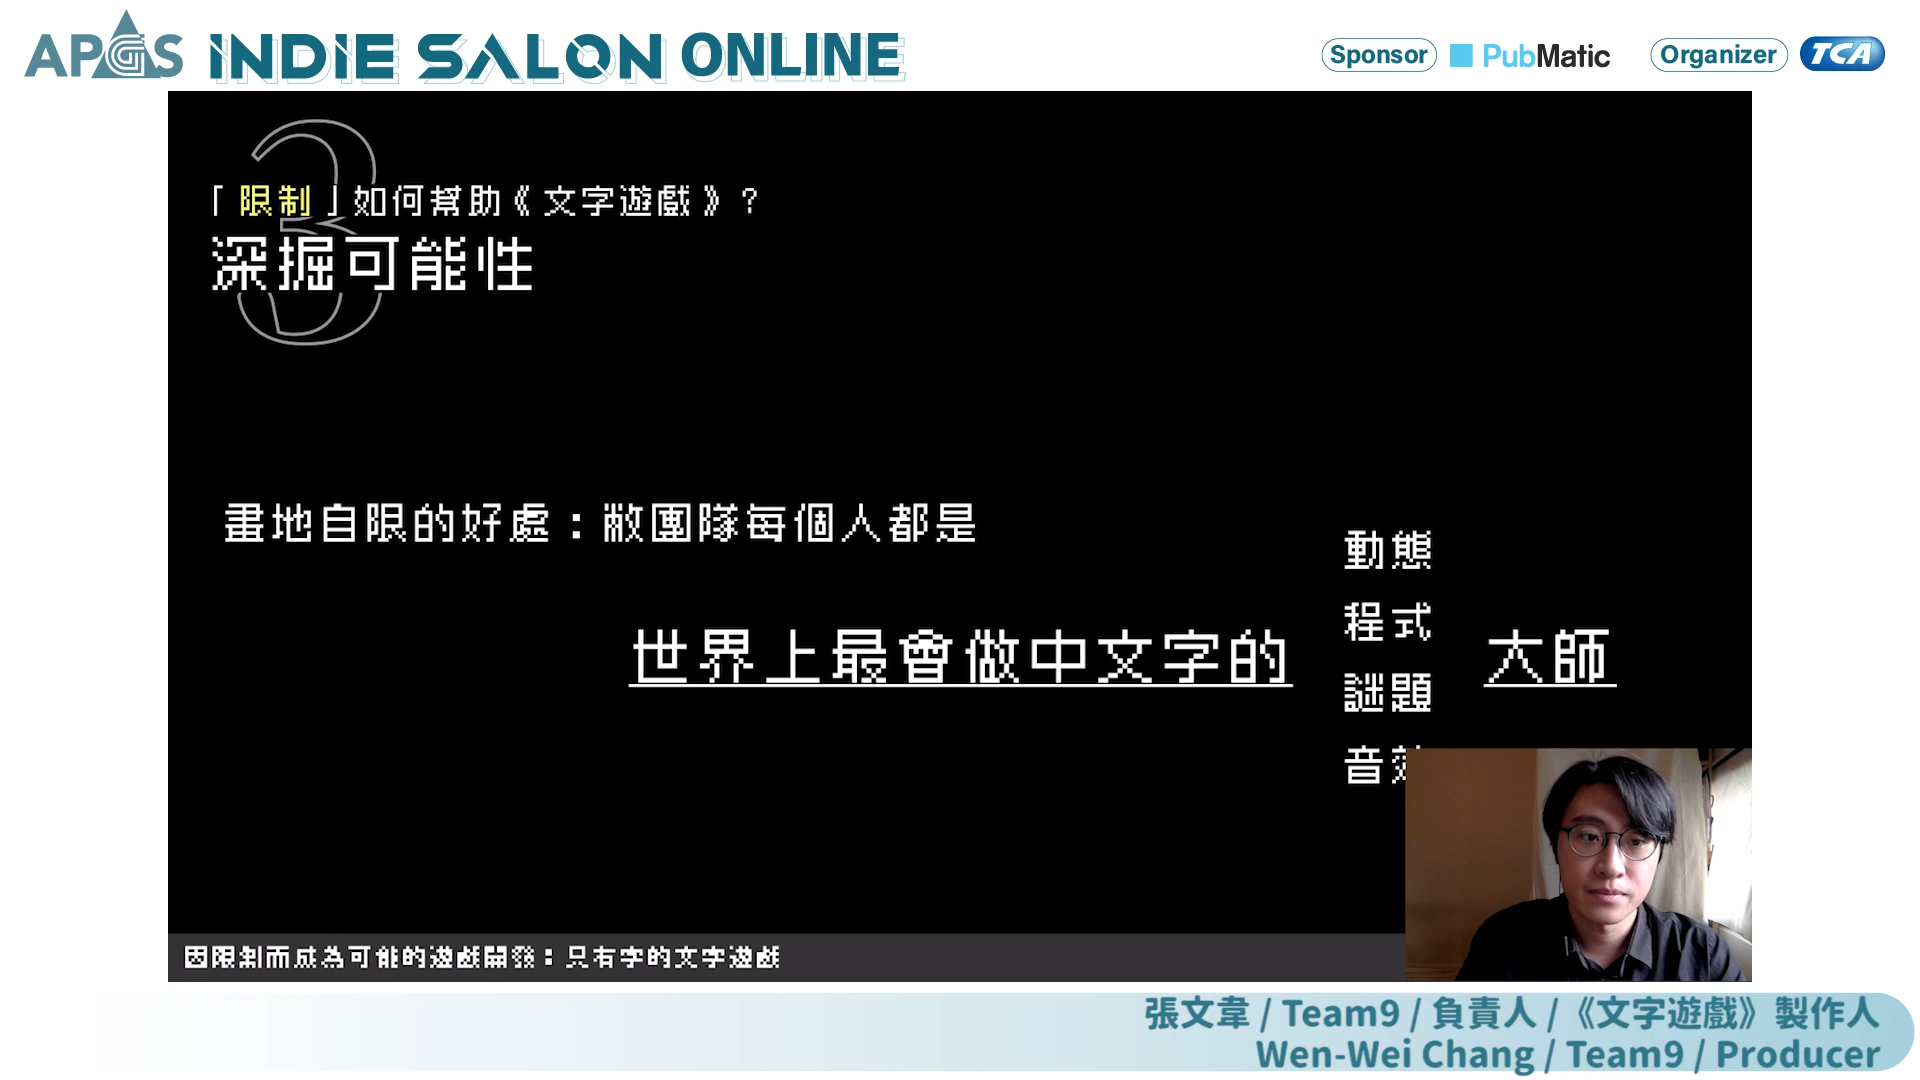 APGS INDIE SALON ONLINE
Sponsor PubMatic Organizer TCA
3
「限制」如何幫助《文字遊戲》?
深掘可能性
畫地自限的好處:敝團隊每個人都是
世界上最會做中文字的
動態
程式
謎題
音效
大師
因限制而成為可能的遊戲開發:只有字的文字遊戲
張文韋 / Team9 / 負責人 /《文字遊戲》製作人
Wen-Wei Chang / Team9 / Producer